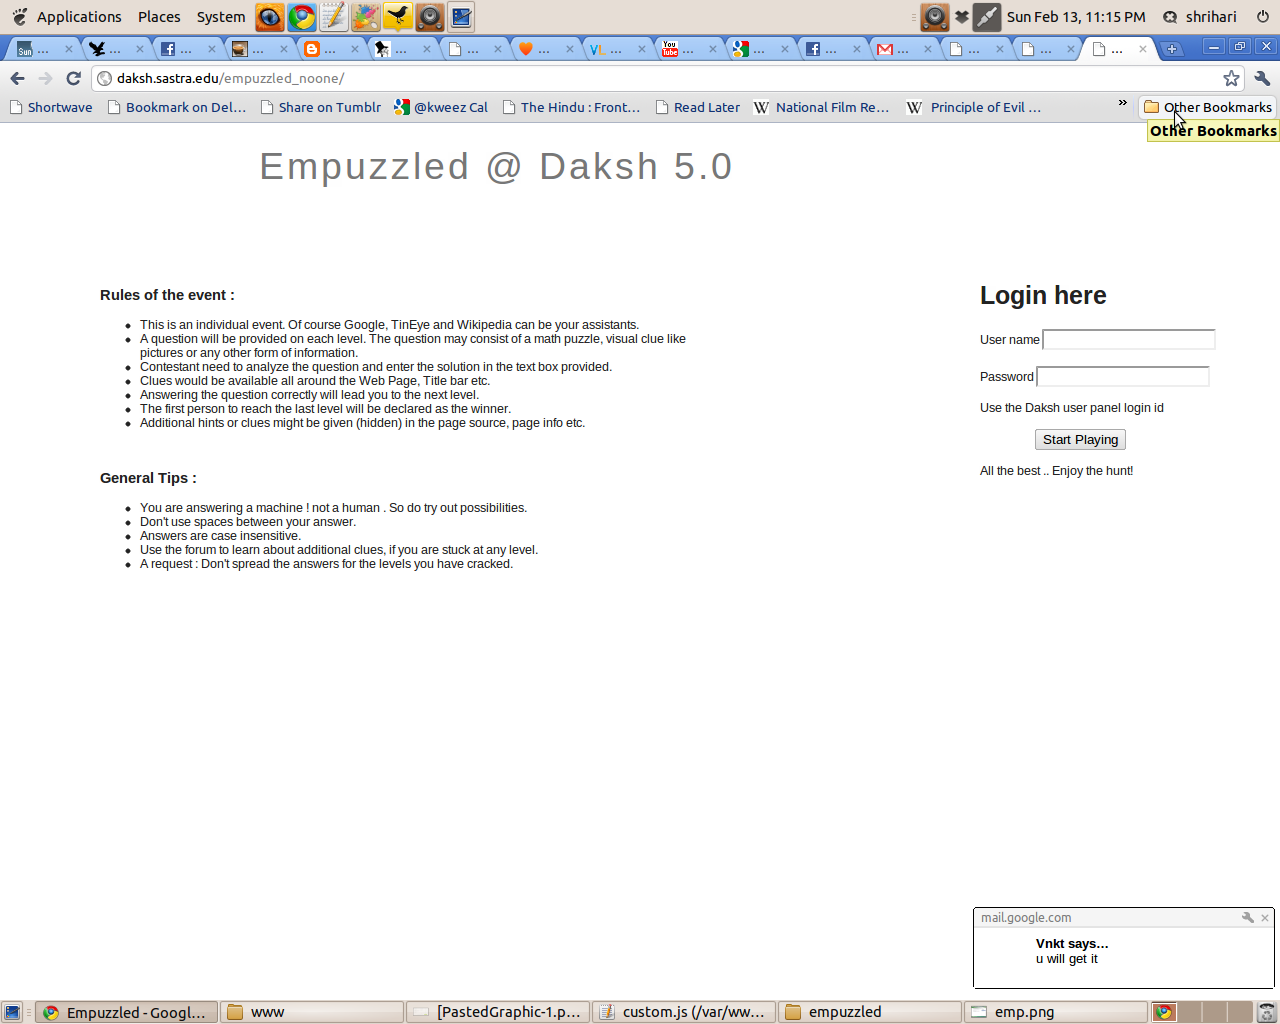 Applications Places System Sun Feb 13, 11:15 PM shrihari
Sun ... ... ... ... ... ... ... ... VL ... You Tube ... ... ... ... ... ... ...
daksh.sastra.edu/empuzzled_noone/
Shortwave Bookmark on Del... Share on Tumblr @kweez Cal The Hindu : Front... Read Later W National Film Re... W Principle of Evil ... » Other Bookmarks
Other Bookmarks
Empuzzled @ Daksh 5.0
Rules of the event :
This is an individual event. Of course Google, TinEye and Wikipedia can be your assistants.
A question will be provided on each level. The question may consist of a math puzzle, visual clue like
pictures or any other form of information.
Contestant need to analyze the question and enter the solution in the text box provided.
Clues would be available all around the Web Page, Title bar etc.
Answering the question correctly will lead you to the next level.
The first person to reach the last level will be declared as the winner.
Additional hints or clues might be given (hidden) in the page source, page info etc.
General Tips :
You are answering a machine ! not a human . So do try out possibilities.
Don't use spaces between your answer.
Answers are case insensitive.
Use the forum to learn about additional clues, if you are stuck at any level.
A request : Don't spread the answers for the levels you have cracked.
Login here
User name
Password
Use the Daksh user panel login id
Start Playing
All the best .. Enjoy the hunt!
mail.google.com
Vnkt says...
u will get it
Empuzzled - Googl... www [PastedGraphic-1.p... custom.js (/var/ww... empuzzled emp.png